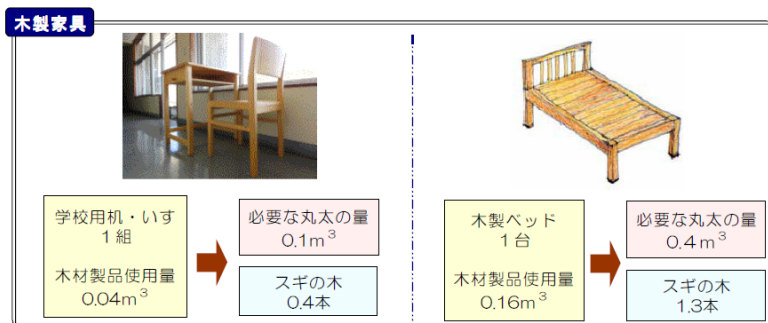 木製家具
学校用机・いす
1組
木材製品使用量
0.04m³
必要な丸太の量
0.1m³
スギの木
0.4本
木製ベッド
1台
木材製品使用量
0.16m³
必要な丸太の量
0.4m³
スギの木
1.3本